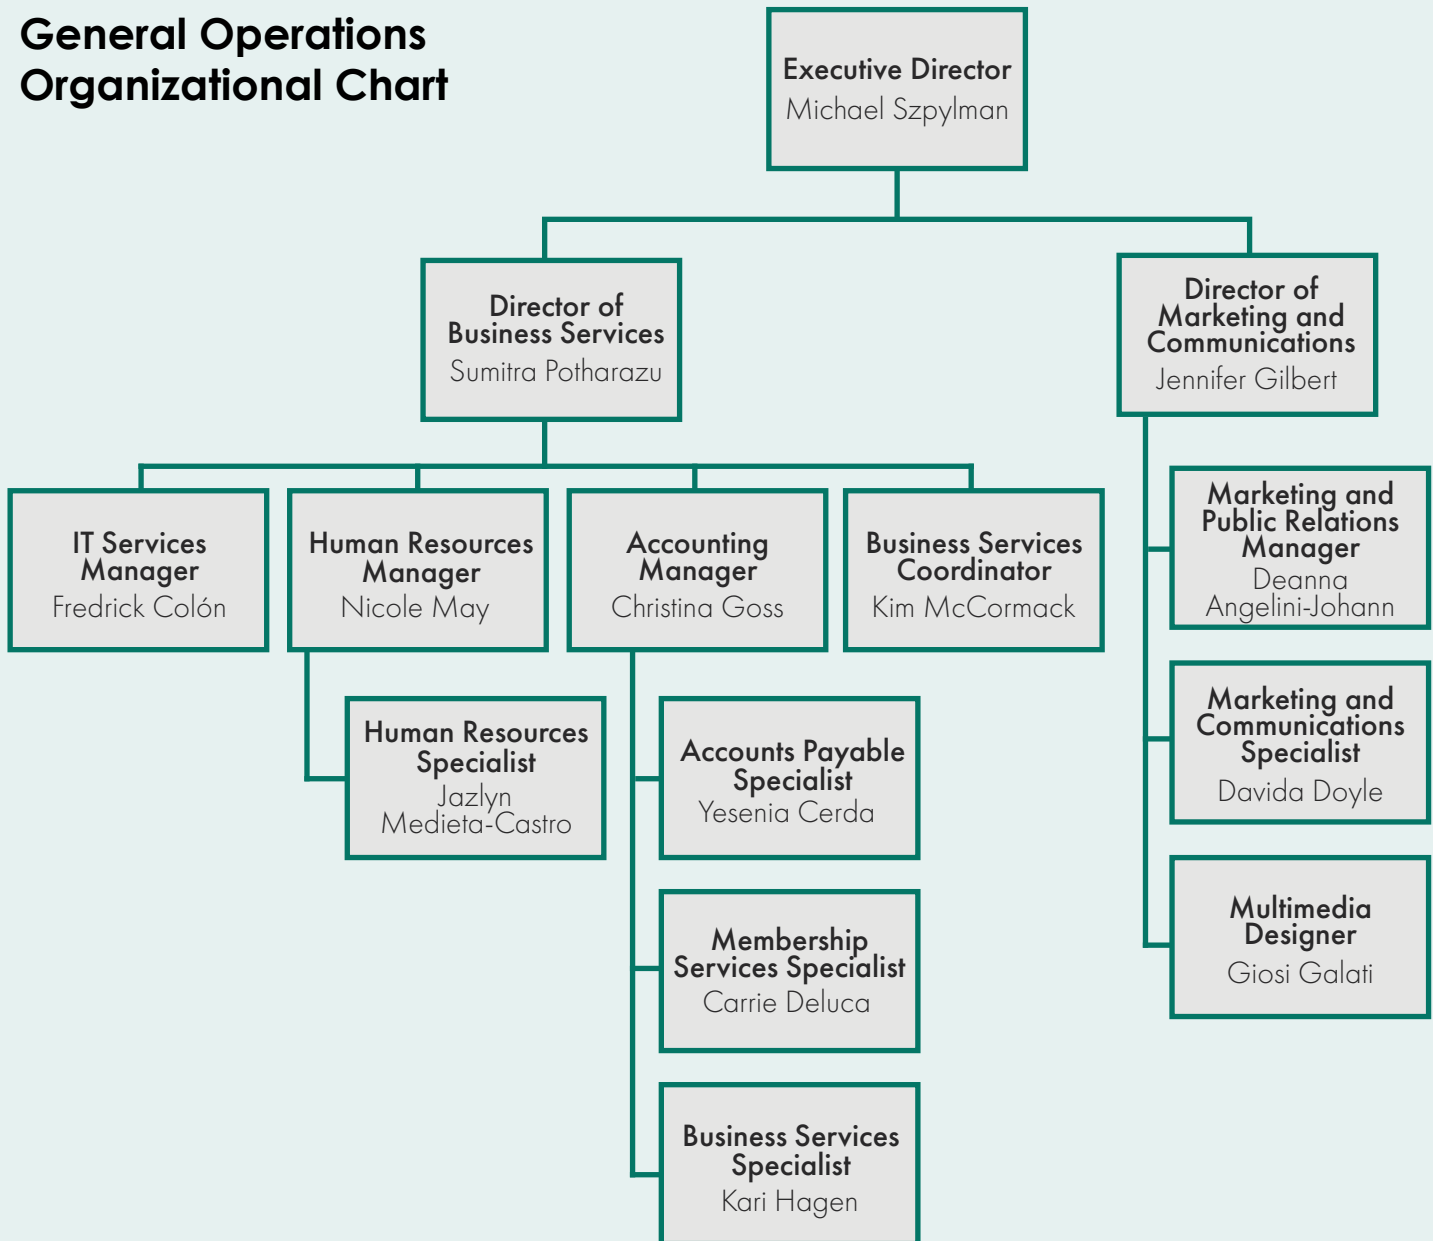 General Operations
Organizational Chart
Executive Director
Michael Szpylman
Director of
Business Services
Sumitra Potharazu
Director of
Marketing and
Communications
Jennifer Gilbert
IT Services
Manager
Fredrick Colón
Human Resources
Manager
Nicole May
Accounting
Manager
Christina Goss
Business Services
Coordinator
Kim McCormack
Marketing and
Public Relations
Manager
Deanna
Angelini-Johann
Human Resources
Specialist
Jazlyn
Medieta-Castro
Accounts Payable
Specialist
Yesenia Cerda
Marketing and
Communications
Specialist
Davida Doyle
Membership
Services Specialist
Carrie Deluca
Multimedia
Designer
Giosi Galati
Business Services
Specialist
Kari Hagen